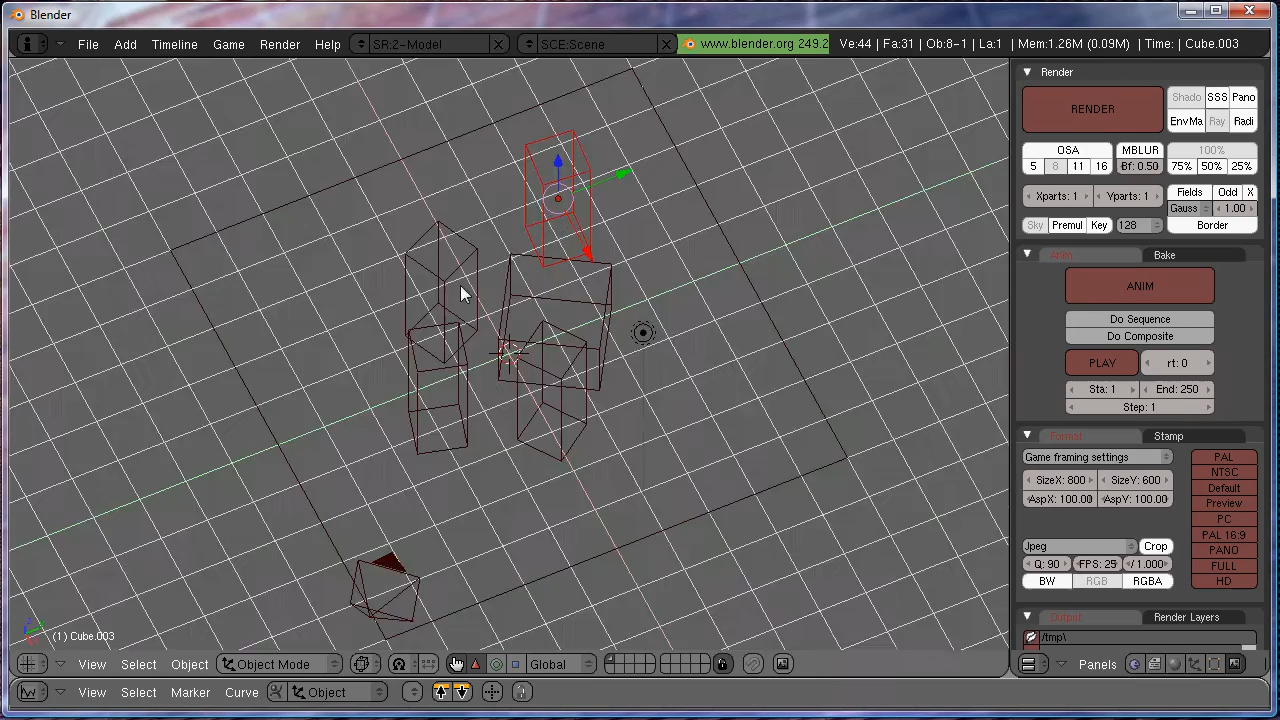 Blender
File Add Timeline Game Render Help SR:2-Model SCE:Scene www.blender.org 249.2 Ve:44 | Fa:31 | Ob:8-1 | La:1 | Mem:1.26M (0.09M) | Time: | Cube.003
Render
RENDER
Shado SSS Pano
EnvMa Ray Radi
OSA MBLUR 100%
5 8 11 16 Bf: 0.50 75% 50% 25%
Xparts: 1 Yparts: 1 Fields Odd X
Gauss 1.00
Sky Premul Key 128 Border
Anim Bake
ANIM
Do Sequence
Do Composite
PLAY rt: 0
Sta: 1 End: 250
Step: 1
Format Stamp
Game framing settings PAL
SizeX: 800 SizeY: 600 NTSC
Default
AspX: 100.00 AspY: 100.00 Preview
PC
PAL 16:9
Jpeg Crop PANO
Q: 90 FPS: 25 / 1.000 FULL
BW RGB RGBA HD
Output Render Layers
/tmp\
(1) Cube.003
View Select Object Object Mode Global Panels
View Select Marker Curve Object